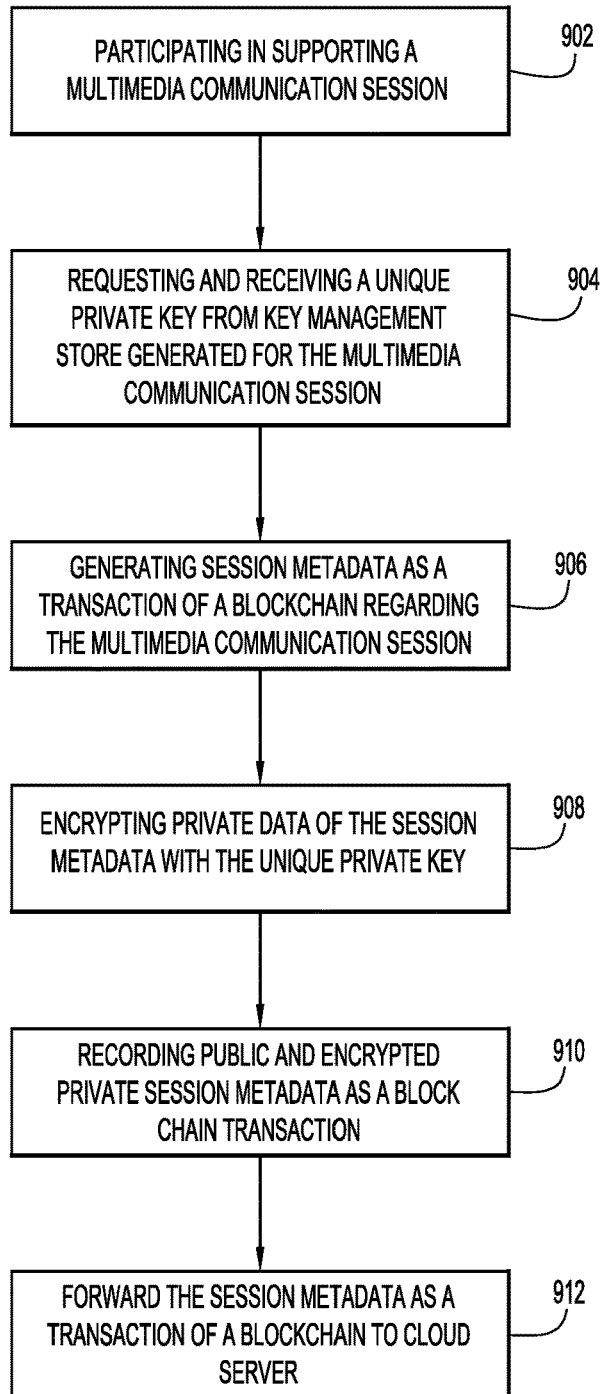 PARTICIPATING IN SUPPORTING A
MULTIMEDIA COMMUNICATION SESSION
902
REQUESTING AND RECEIVING A UNIQUE
PRIVATE KEY FROM KEY MANAGEMENT
STORE GENERATED FOR THE MULTIMEDIA
COMMUNICATION SESSION
904
GENERATING SESSION METADATA AS A
TRANSACTION OF A BLOCKCHAIN REGARDING
THE MULTIMEDIA COMMUNICATION SESSION
906
ENCRYPTING PRIVATE DATA OF THE SESSION
METADATA WITH THE UNIQUE PRIVATE KEY
908
RECORDING PUBLIC AND ENCRYPTED
PRIVATE SESSION METADATA AS A BLOCK
CHAIN TRANSACTION
910
FORWARD THE SESSION METADATA AS A
TRANSACTION OF A BLOCKCHAIN TO CLOUD
SERVER
912